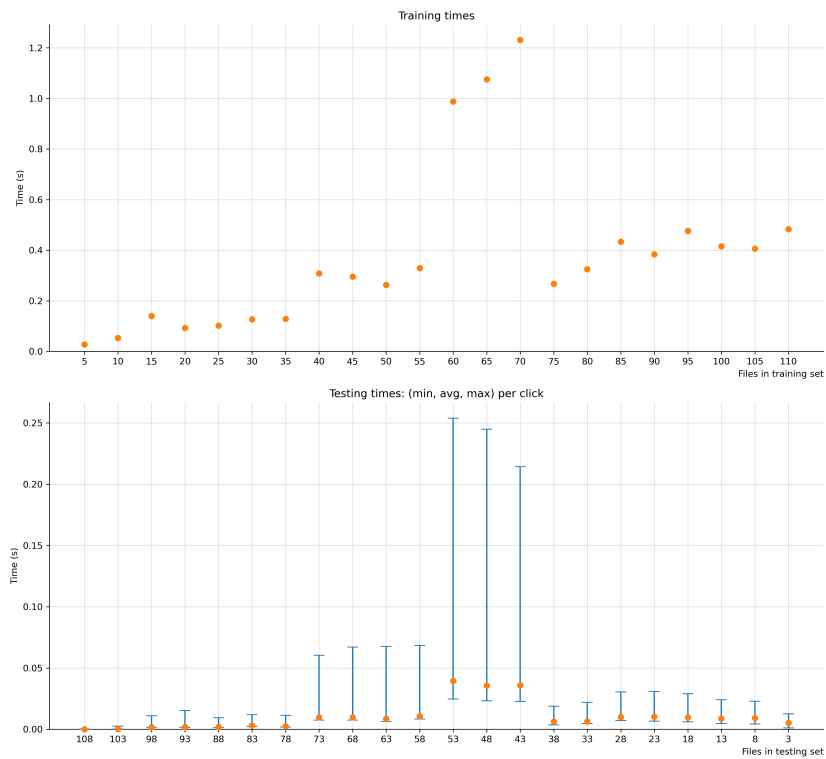 Training times
1.2
1.0
0.8
0.6
0.4
0.2
0.0
Time (s)
5 10 15 20 25 30 35 40 45 50 55 60 65 70 75 80 85 90 95 100 105 110
Files in training set
Testing times: (min, avg, max) per click
0.25
0.20
0.15
0.10
0.05
0.00
Time (s)
108 103 98 93 88 83 78 73 68 63 58 53 48 43 38 33 28 23 18 13 8 3
Files in testing set